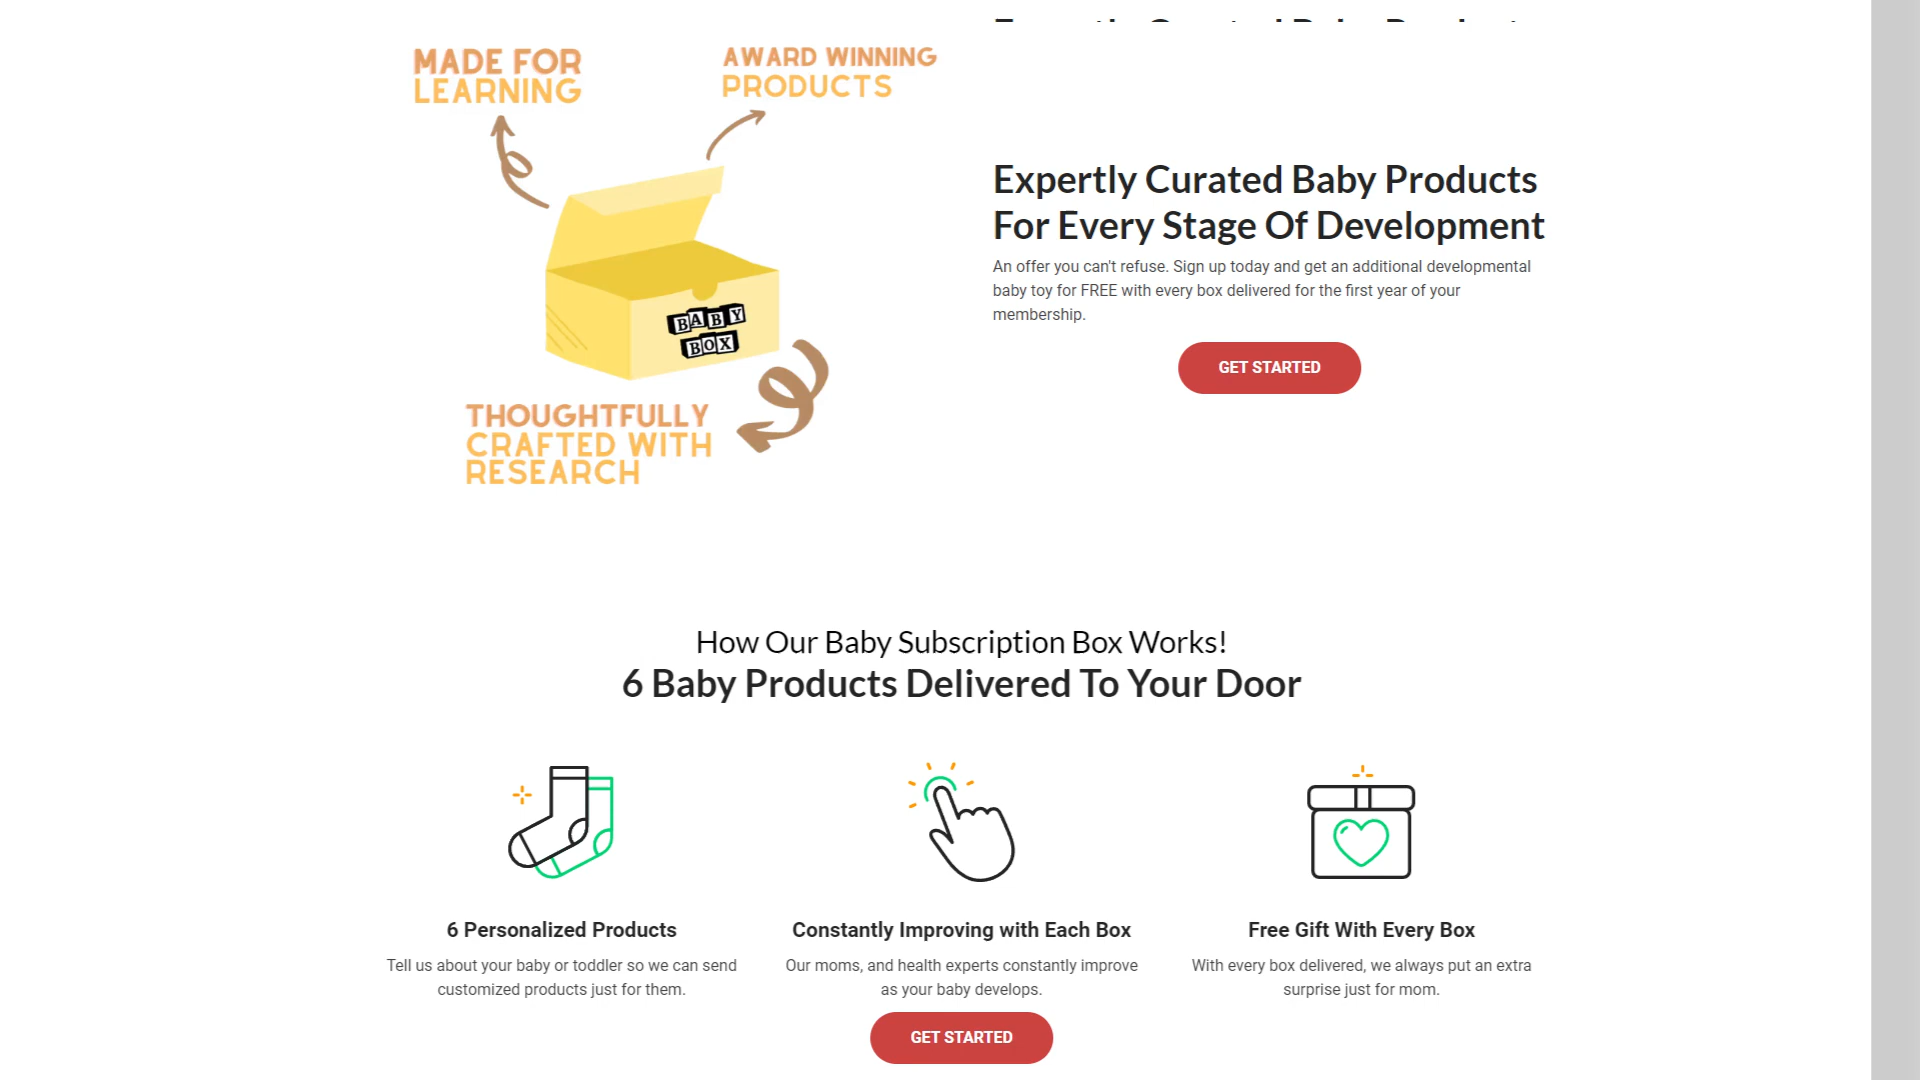 MADE FOR
LEARNING
AWARD WINNING
PRODUCTS
BABY
BOX
THOUGHTFULLY
CRAFTED WITH
RESEARCH
Expertly Curated Baby Products
For Every Stage Of Development
An offer you can't refuse. Sign up today and get an additional developmental
baby toy for FREE with every box delivered for the first year of your
membership.
GET STARTED
How Our Baby Subscription Box Works!
6 Baby Products Delivered To Your Door
6 Personalized Products
Tell us about your baby or toddler so we can send
customized products just for them.
Constantly Improving with Each Box
Our moms, and health experts constantly improve
as your baby develops.
GET STARTED
Free Gift With Every Box
With every box delivered, we always put an extra
surprise just for mom.